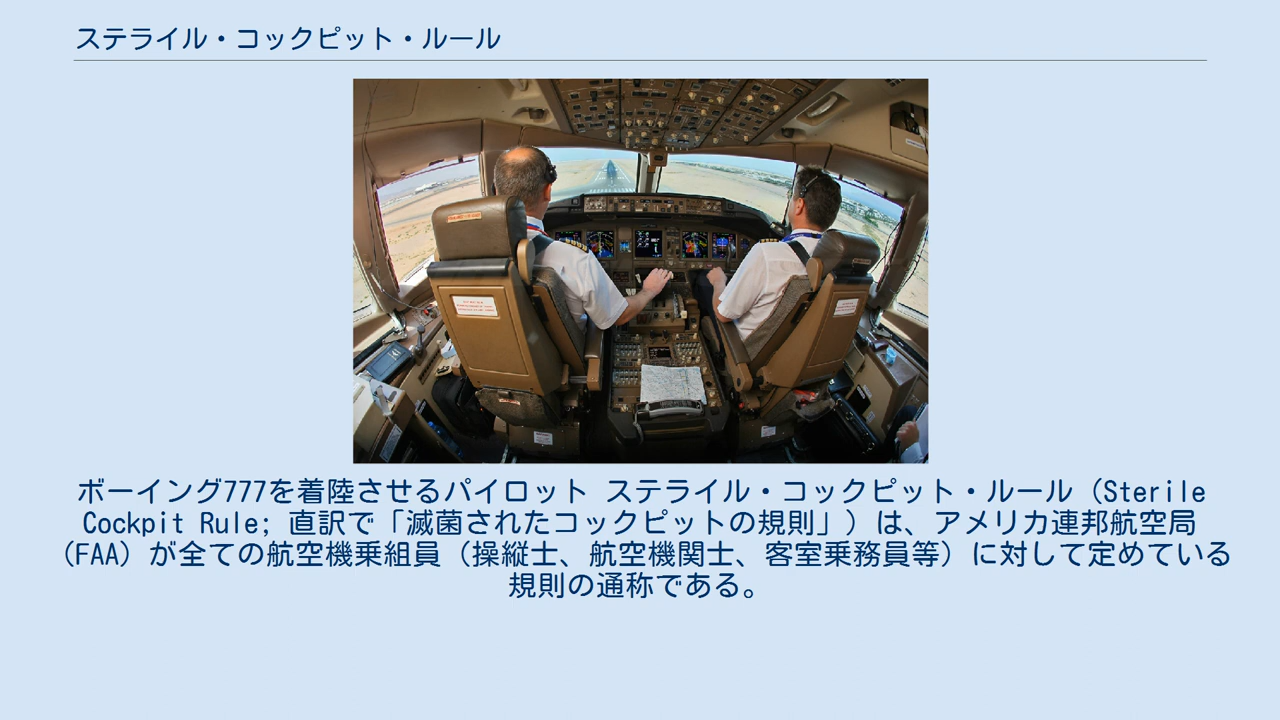 ステライル・コックピット・ルール
ボーイング777を着陸させるパイロット ステライル・コックピット・ルール（Sterile
Cockpit Rule; 直訳で「滅菌されたコックピットの規則」）は、アメリカ連邦航空局
（FAA）が全ての航空機乗組員（操縦士、航空機関士、客室乗務員等）に対して定めている
規則の通称である。